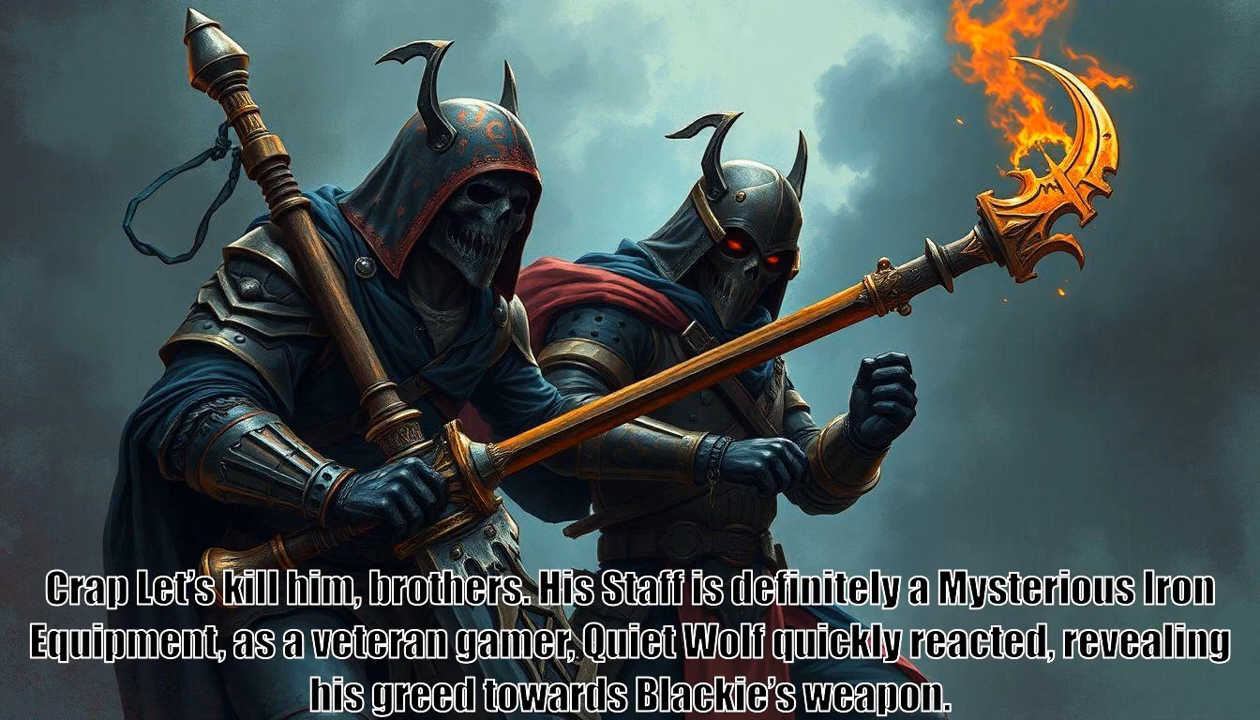 Crap Let's kill him, brothers. His Staff is definitely a Mysterious Iron
Equipment, as a veteran gamer, Quiet Wolf quickly reacted, revealing
his greed towards Blackie's weapon.